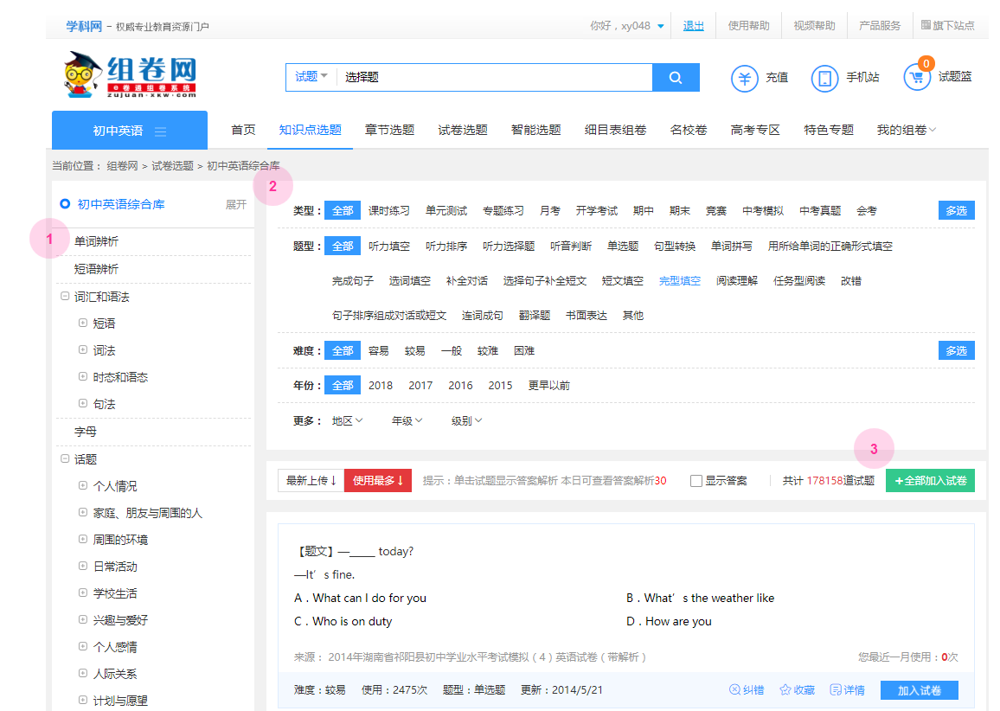 学科网 - 权威专业教育资源门户
你好，xy048 退出 使用帮助 视频帮助 产品服务 旗下站点
组卷网
e卷通组卷系统
zujuan.xkw.com
试题 选择题
充值 手机站 0 试题篮
初中英语 首页 知识点选题 章节选题 试卷选题 智能选题 细目表组卷 名校卷 高考专区 特色专题 我的组卷
当前位置： 组卷网 > 试卷选题 > 初中英语综合库
初中英语综合库 展开
1
单词辨析
短语辨析
词汇和语法
短语
词法
时态和语态
句法
字母
话题
个人情况
家庭、朋友与周围的人
周围的环境
日常活动
学校生活
兴趣与爱好
个人感情
人际关系
计划与愿望
2
类型： 全部 课时练习 单元测试 专题练习 月考 开学考试 期中 期末 竞赛 中考模拟 中考真题 会考 多选
题型： 全部 听力填空 听力排序 听力选择题 听音判断 单选题 句型转换 单词拼写 用所给单词的正确形式填空
完成句子 选词填空 补全对话 选择句子补全短文 短文填空 完型填空 阅读理解 任务型阅读 改错
句子排序组成对话或短文 连词成句 翻译题 书面表达 其他
难度： 全部 容易 较易 一般 较难 困难 多选
年份： 全部 2018 2017 2016 2015 更早以前
更多： 地区 年级 级别
3
最新上传↓ 使用最多↓ 提示：单击试题显示答案解析 本日可查看答案解析30 显示答案 共计 178158道试题 +全部加入试卷
【题文】—_____ today?
—It’s fine.
A．What can I do for you B．What’s the weather like
C．Who is on duty D．How are you
来源： 2014年湖南省祁阳县初中学业水平考试模拟（4）英语试卷（带解析） 您最近一月使用：0次
难度：较易 使用：2475次 题型：单选题 更新：2014/5/21 纠错 收藏 详情 加入试卷